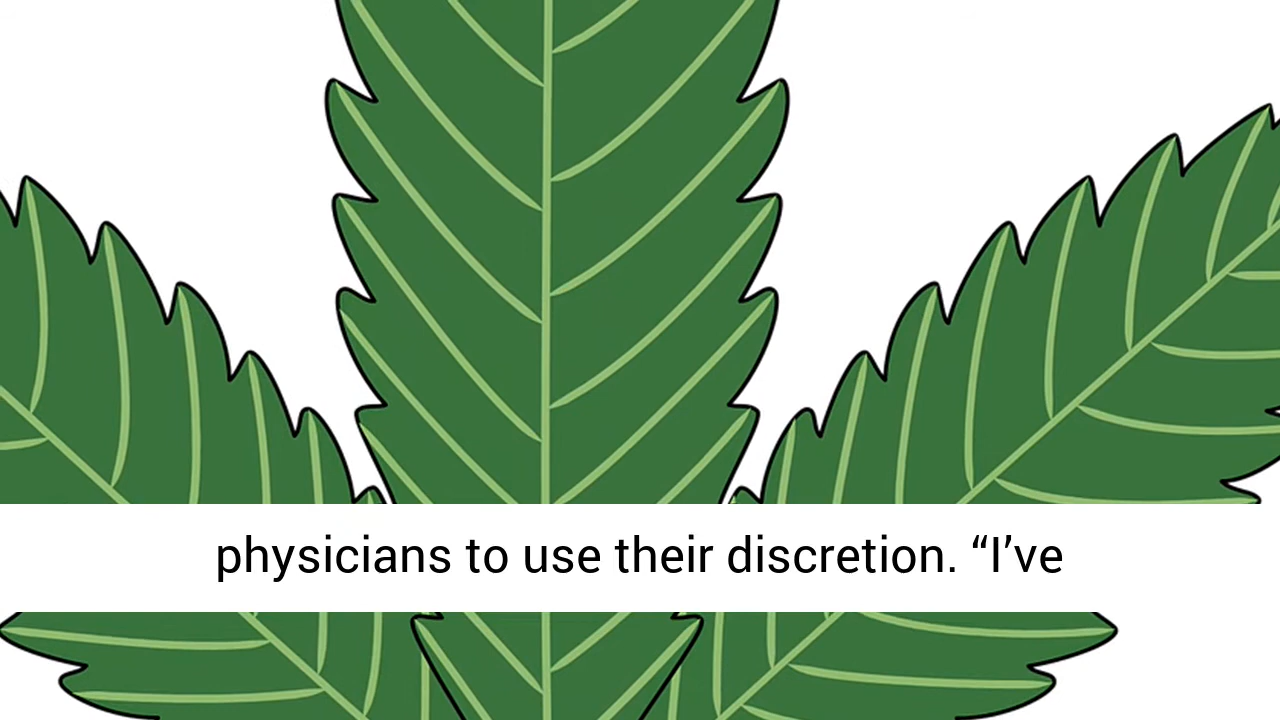 physicians to use their discretion. “I’ve